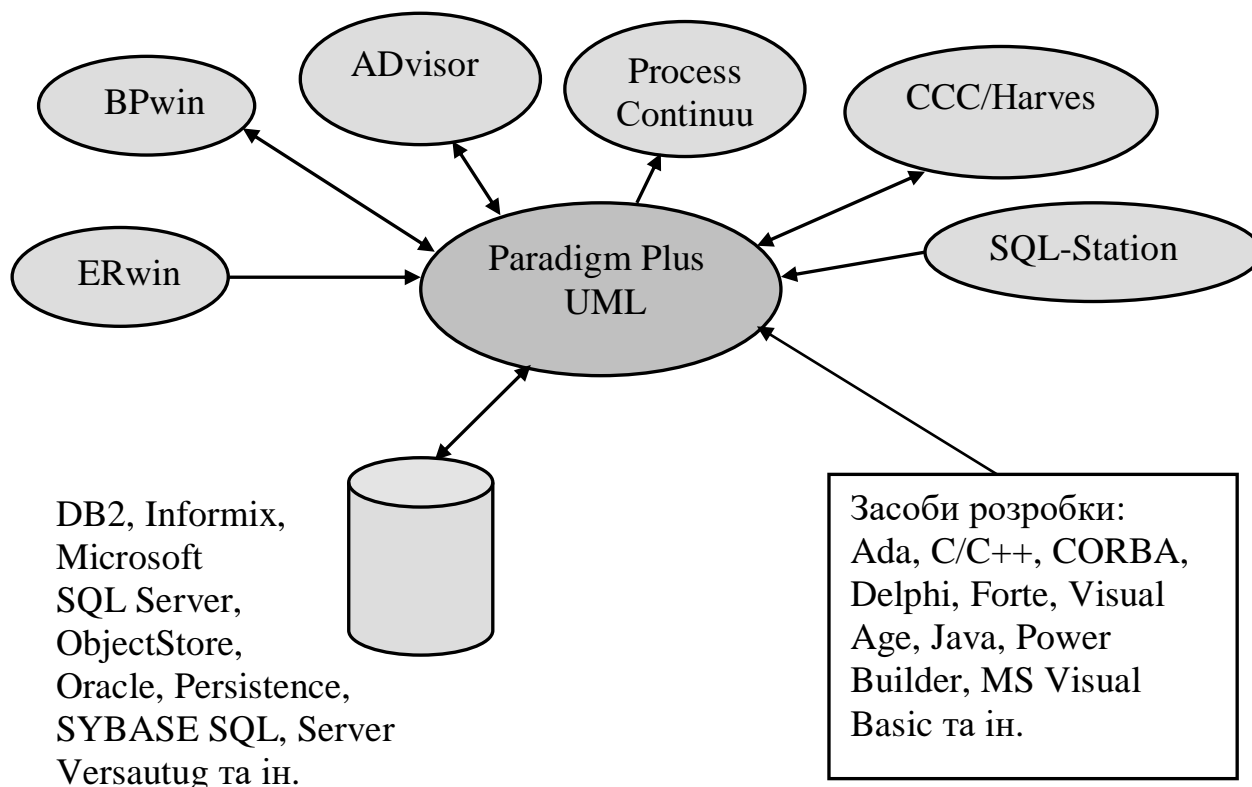 BPwin
ADvisor
Process
Continuu
CCC/Harves
ERwin
Paradigm Plus
UML
SQL-Station
DB2, Informix,
Microsoft
SQL Server,
ObjectStore,
Oracle, Persistence,
SYBASE SQL, Server
Versautug та ін.
Засоби розробки:
Ada, C/C++, CORBA,
Delphi, Forte, Visual
Age, Java, Power
Builder, MS Visual
Basic та ін.